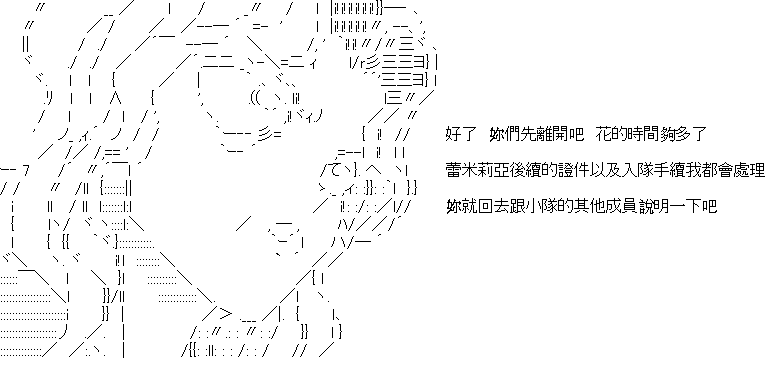 好了 妳們先離開吧 花的時間夠多了
蕾米莉亞後續的證件以及入隊手續我都會處理
妳就回去跟小隊的其他成員說明一下吧